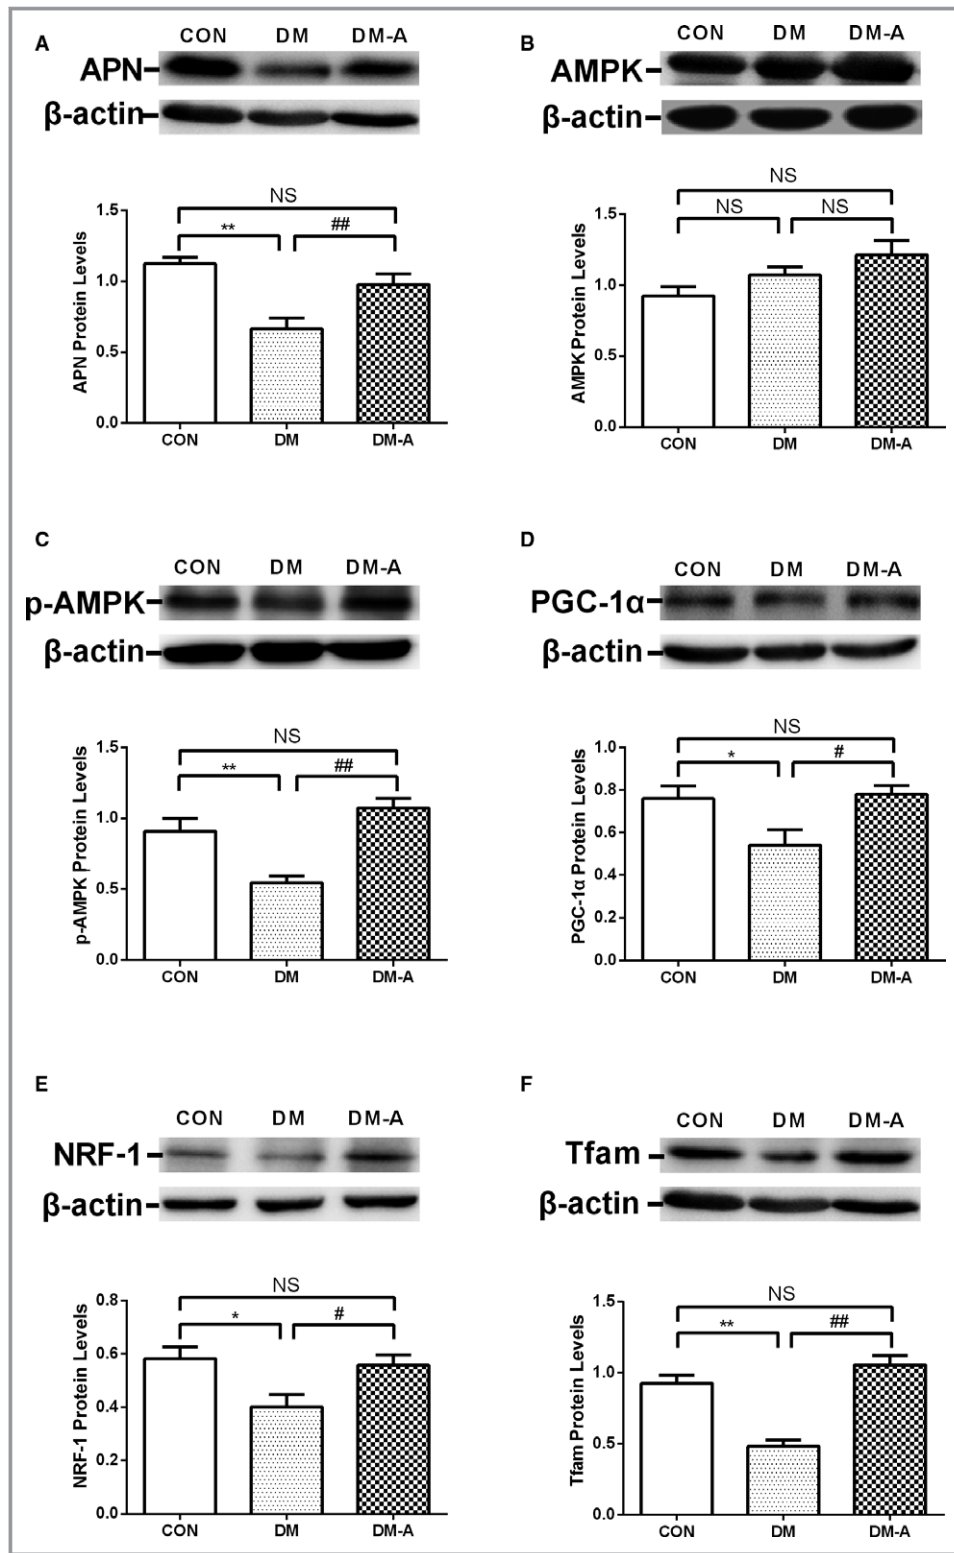 A
CON DM DM-A
APN
β-actin
NS
** ##
1.5
1.0
0.5
0.0
APN Protein Levels
CON DM DM-A
B
CON DM DM-A
AMPK
β-actin
NS
NS NS
1.5
1.0
0.5
0.0
AMPK Protein Levels
CON DM DM-A
C
CON DM DM-A
p-AMPK
β-actin
NS
** ##
1.5
1.0
0.5
0.0
p-AMPK Protein Levels
CON DM DM-A
D
CON DM DM-A
PGC-1α
β-actin
NS
* #
1.0
0.8
0.6
0.4
0.2
0.0
PGC-1α Protein Levels
CON DM DM-A
E
CON DM DM-A
NRF-1
β-actin
NS
* #
0.8
0.6
0.4
0.2
0.0
NRF-1 Protein Levels
CON DM DM-A
F
CON DM DM-A
Tfam
β-actin
NS
** ##
1.5
1.0
0.5
0.0
Tfam Protein Levels
CON DM DM-A